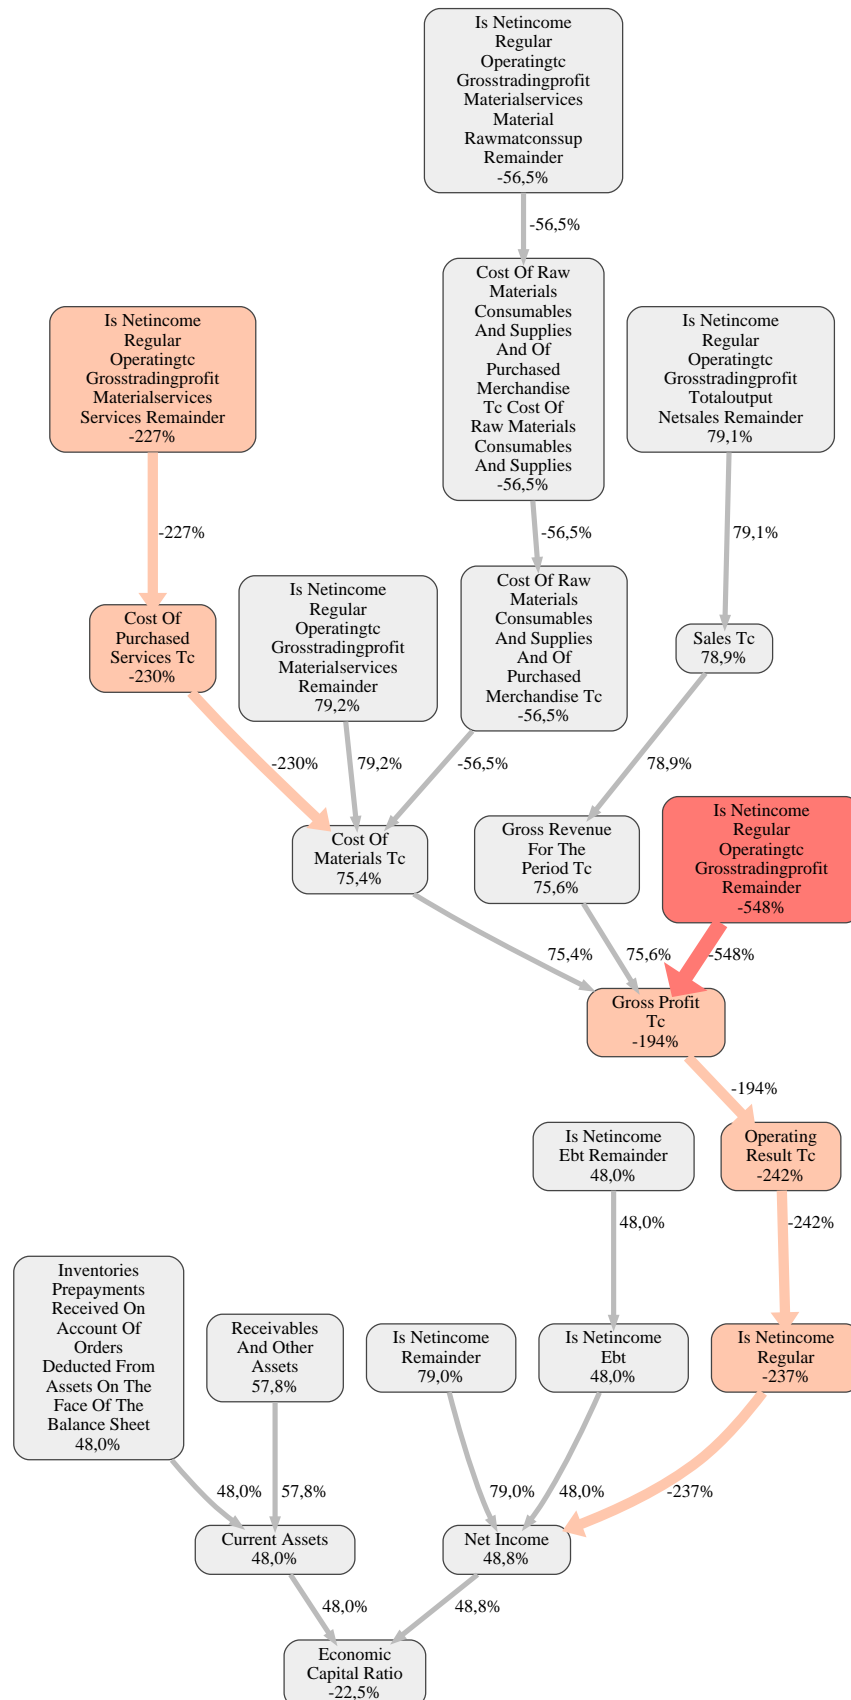 Is Netincome
Regular
Operatingtc
Grosstradingprofit
Materialservices
Material
Rawmatconssup
Remainder
-56,5%
-56,5%
Cost Of Raw
Materials
Consumables
And Supplies
And Of
Purchased
Merchandise
Tc Cost Of
Raw Materials
Consumables
And Supplies
-56,5%
Is Netincome
Regular
Operatingtc
Grosstradingprofit
Materialservices
Services Remainder
-227%
Is Netincome
Regular
Operatingtc
Grosstradingprofit
Totaloutput
Netsales Remainder
79,1%
-227%
-56,5%
79,1%
Cost Of
Purchased
Services Tc
-230%
Is Netincome
Regular
Operatingtc
Grosstradingprofit
Materialservices
Remainder
79,2%
Cost Of Raw
Materials
Consumables
And Supplies
And Of
Purchased
Merchandise Tc
-56,5%
Sales Tc
78,9%
-230%
79,2%
-56,5%
78,9%
Cost Of
Materials Tc
75,4%
Gross Revenue
For The
Period Tc
75,6%
Is Netincome
Regular
Operatingtc
Grosstradingprofit
Remainder
-548%
75,4%
75,6%
-548%
Gross Profit
Tc
-194%
-194%
Is Netincome
Ebt Remainder
48,0%
Operating
Result Tc
-242%
48,0%
-242%
Inventories
Prepayments
Received On
Account Of
Orders
Deducted From
Assets On The
Face Of The
Balance Sheet
48,0%
Receivables
And Other
Assets
57,8%
Is Netincome
Remainder
79,0%
Is Netincome
Ebt
48,0%
Is Netincome
Regular
-237%
48,0%
57,8%
79,0%
48,0%
-237%
Current Assets
48,0%
Net Income
48,8%
48,0%
48,8%
Economic
Capital Ratio
-22,5%